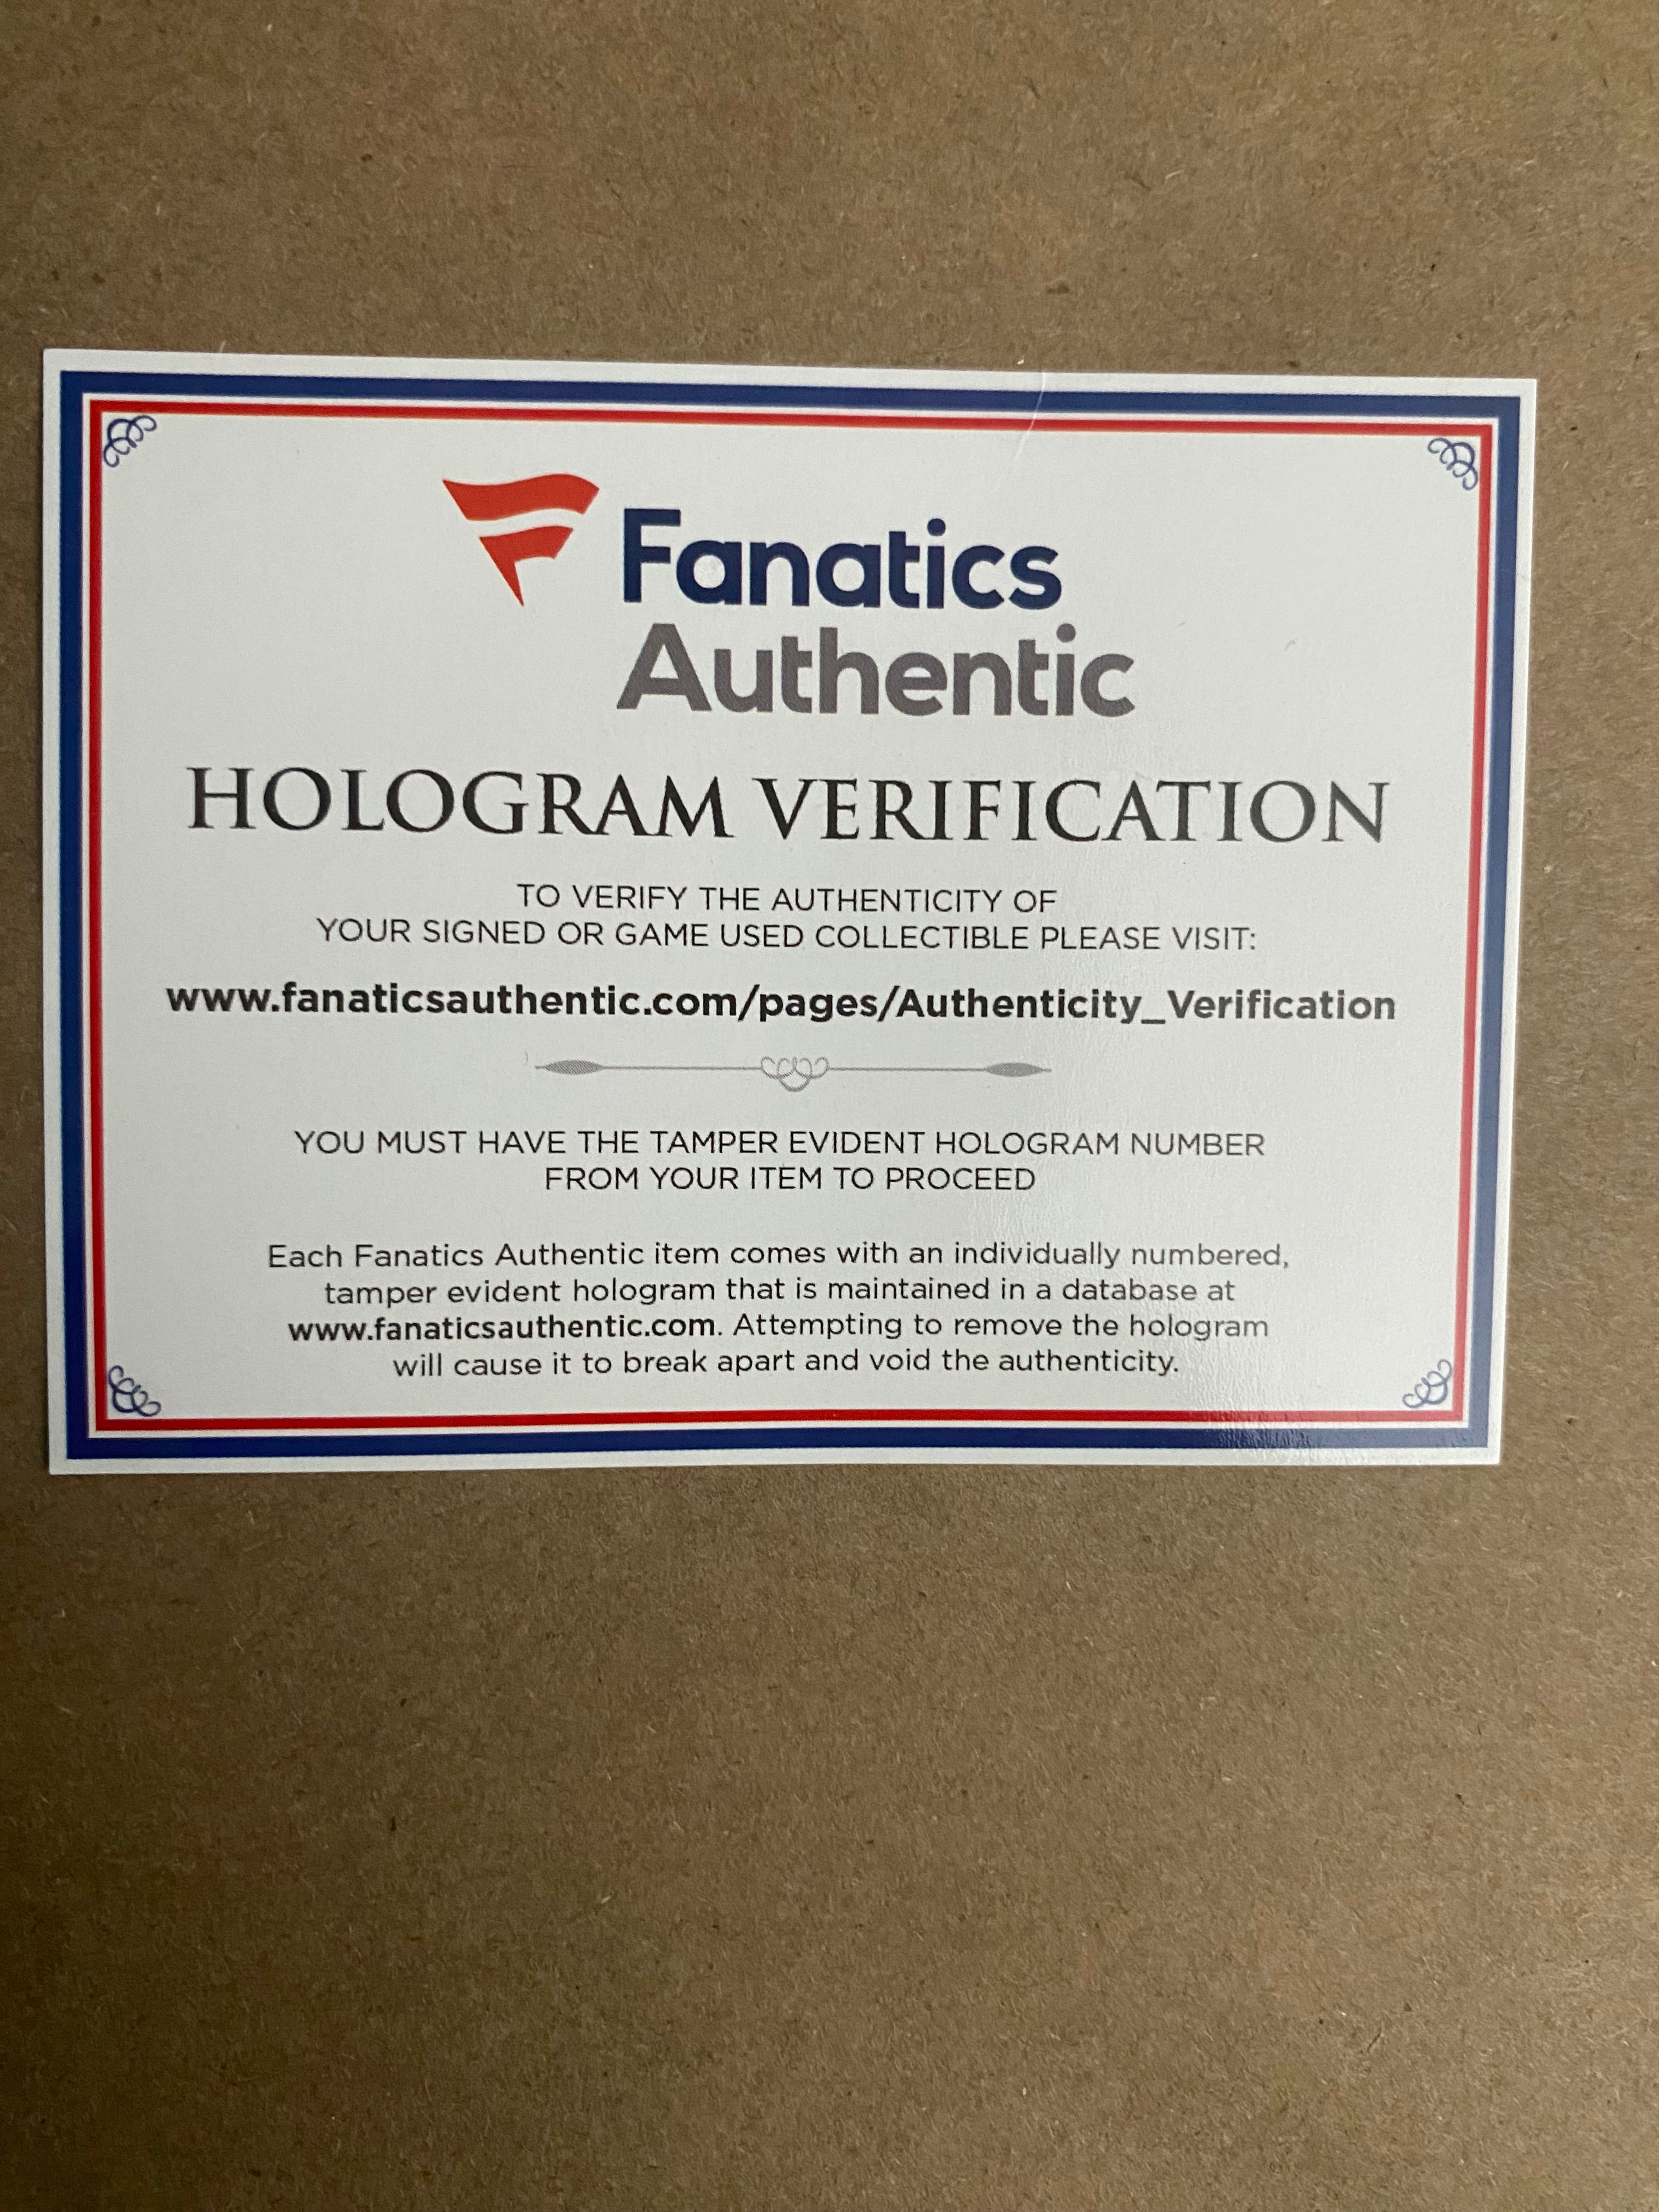 Fanatics
Authentic
HOLOGRAM VERIFICATION
TO VERIFY THE AUTHENTICITY OF
YOUR SIGNED OR GAME USED COLLECTIBLE PLEASE VISIT:
www.fanaticsauthentic.com/pages/Authenticity_Verification
YOU MUST HAVE THE TAMPER EVIDENT HOLOGRAM NUMBER
FROM YOUR ITEM TO PROCEED
Each Fanatics Authentic item comes with an individually numbered,
tamper evident hologram that is maintained in a database at
www.fanaticsauthentic.com. Attempting to remove the hologram
will cause it to break apart and void the authenticity.